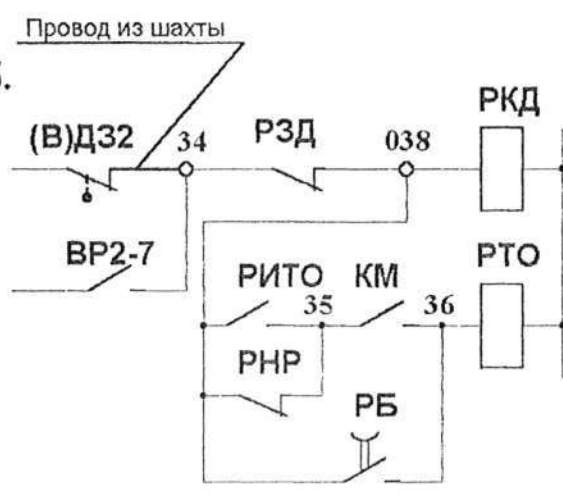 Провод из шахты
РКД
(В)ДЗ2 34 РЗД 038
ВР2-7
РТО
РИТО 35 КМ 36
РНР
РБ